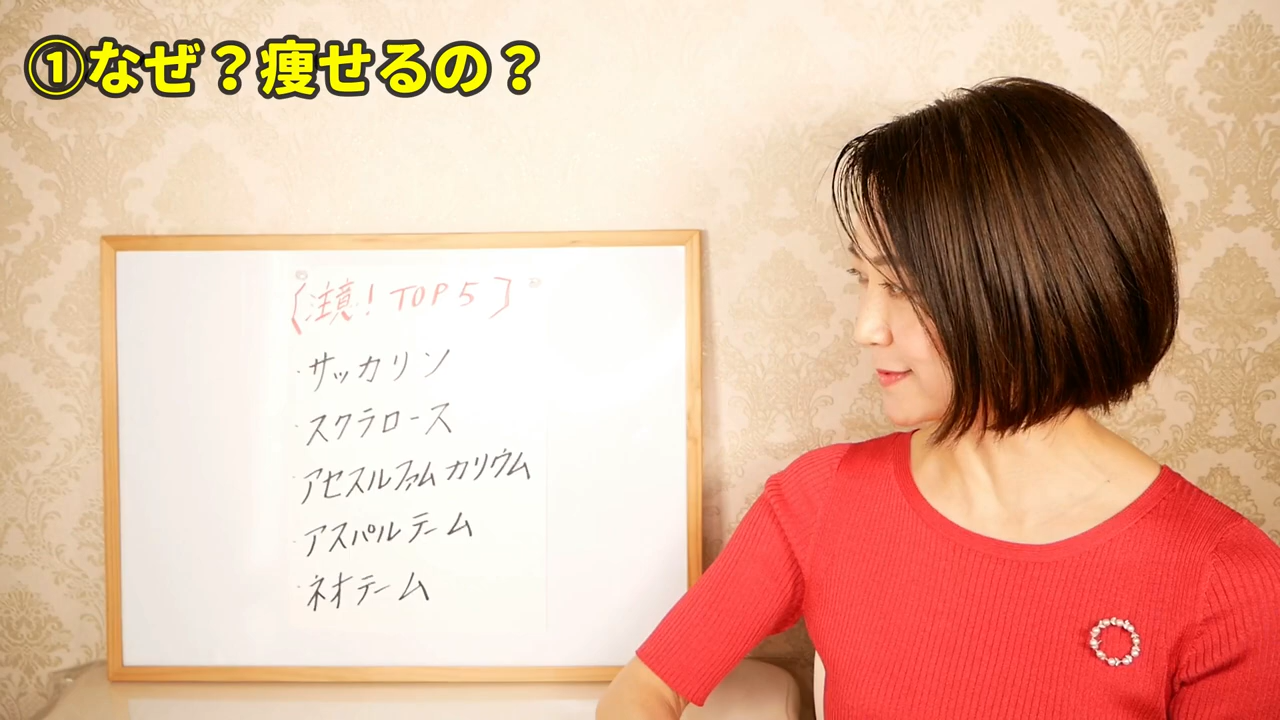 ①なぜ？痩せるの？
〔注意！TOP5〕
・サッカリン
・スクラロース
・アセスルファムカリウム
・アスパルテーム
・ネオテーム